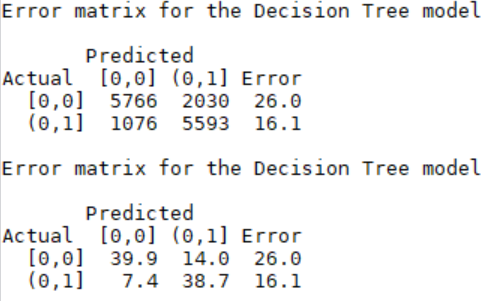 Error matrix for the Decision Tree model
Predicted
Actual [0,0] (0,1] Error
[0,0] 5766 2030 26.0
(0,1] 1076 5593 16.1
Error matrix for the Decision Tree model
Predicted
Actual [0,0] (0,1] Error
[0,0] 39.9 14.0 26.0
(0,1] 7.4 38.7 16.1